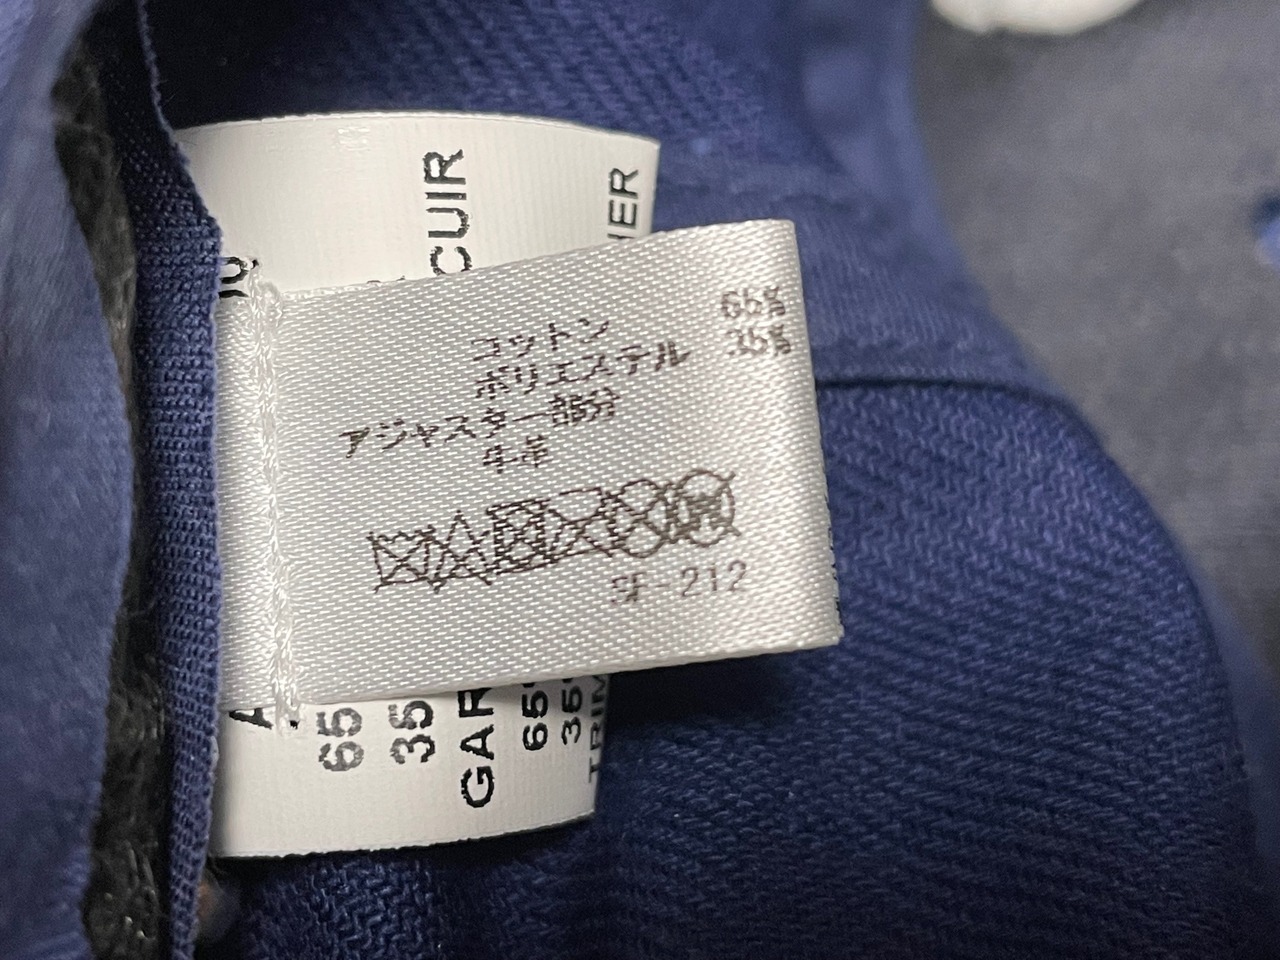 コットン 65%
ポリエステル 35%
アジャスター部分
牛革
SF-212
CUIR
65
35
GAR
65
35
TRIM